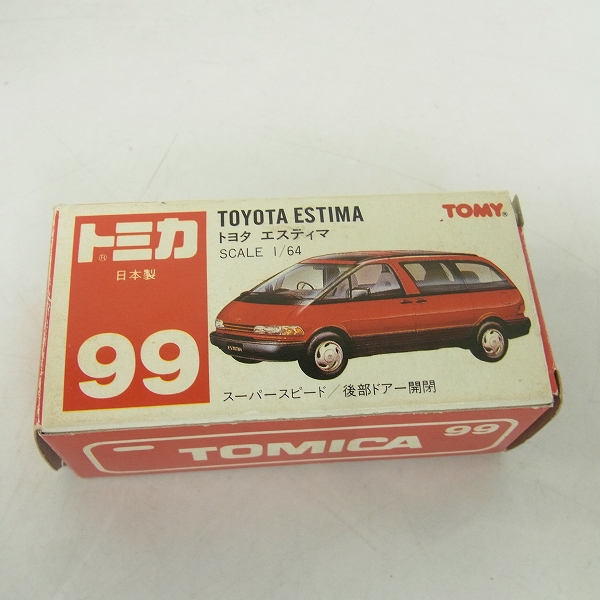 トミカ
®
日本製
99
TOYOTA ESTIMA
トヨタ エスティマ
SCALE 1/64
TOMY®
スーパースピード/後部ドアー開閉
TOMICA
99